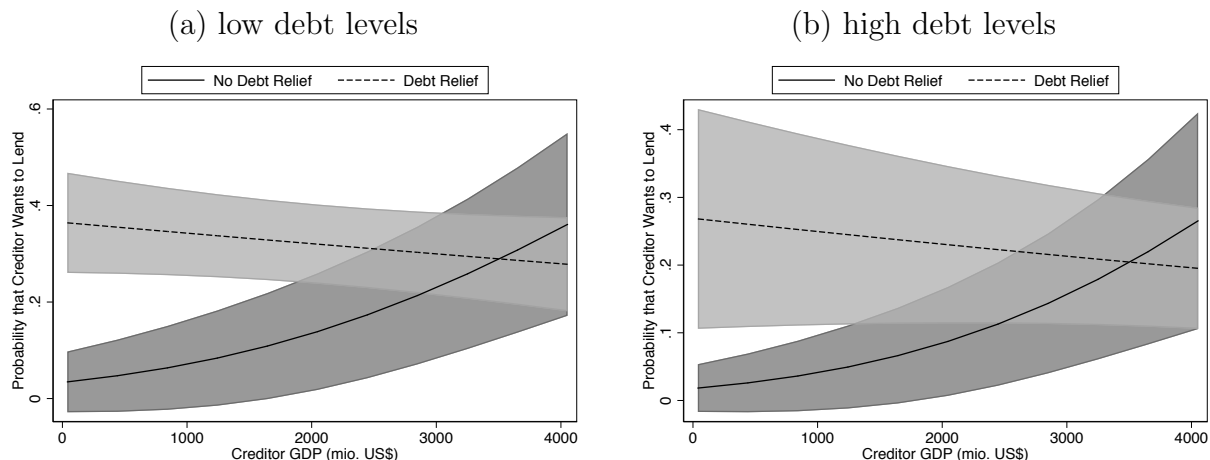 (a) low debt levels
No Debt Relief Debt Relief
Probability that Creditor Wants to Lend
.6
.4
.2
0
0 1000 2000 3000 4000
Creditor GDP (mio. US$)
(b) high debt levels
No Debt Relief Debt Relief
Probability that Creditor Wants to Lend
.4
.3
.2
.1
0
0 1000 2000 3000 4000
Creditor GDP (mio. US$)